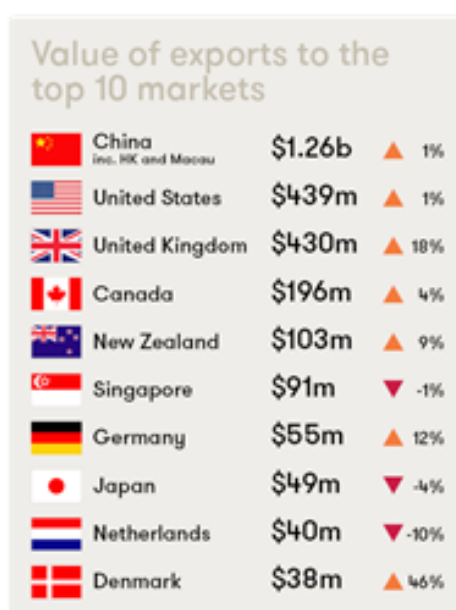 Value of exports to the
top 10 markets
China $1.26b ▲ 1%
inc. HK and Macau
United States $439m ▲ 1%
United Kingdom $430m ▲ 18%
Canada $196m ▲ 4%
New Zealand $103m ▲ 9%
Singapore $91m ▼ -1%
Germany $55m ▲ 12%
Japan $49m ▼ -4%
Netherlands $40m ▼ -10%
Denmark $38m ▲ 46%